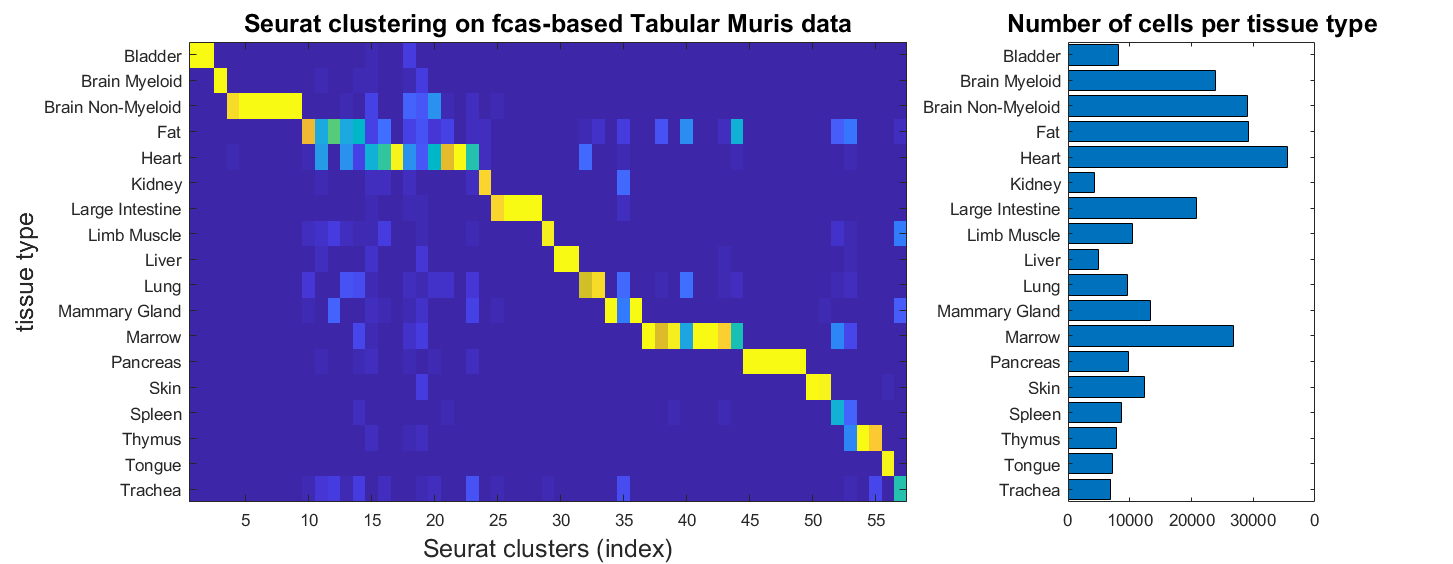 Seurat clustering on fcas-based Tabular Muris data
tissue type
Bladder
Brain Myeloid
Brain Non-Myeloid
Fat
Heart
Kidney
Large Intestine
Limb Muscle
Liver
Lung
Mammary Gland
Marrow
Pancreas
Skin
Spleen
Thymus
Tongue
Trachea
5 10 15 20 25 30 35 40 45 50 55
Seurat clusters (index)
Number of cells per tissue type
Bladder
Brain Myeloid
Brain Non-Myeloid
Fat
Heart
Kidney
Large Intestine
Limb Muscle
Liver
Lung
Mammary Gland
Marrow
Pancreas
Skin
Spleen
Thymus
Tongue
Trachea
0 10000 20000 30000 0